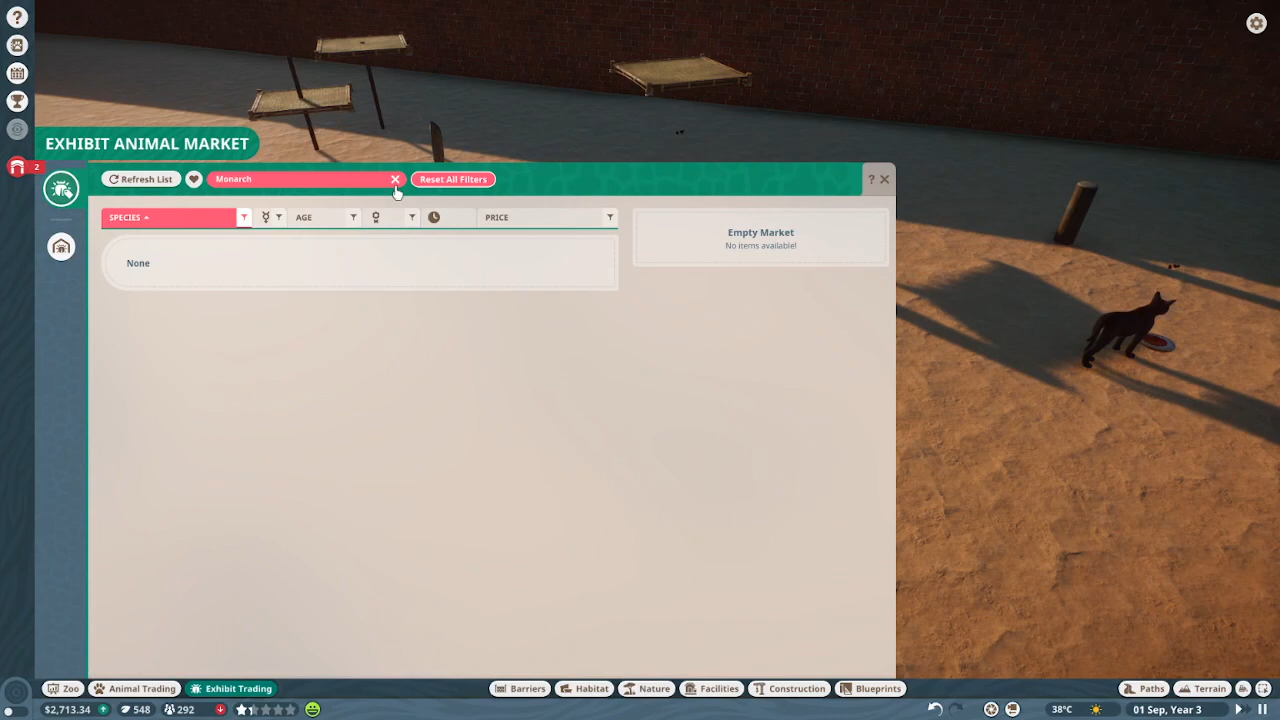 EXHIBIT ANIMAL MARKET
2
Refresh List
Monarch
Reset All Filters
?
SPECIES
AGE
PRICE
Empty Market
No items available!
None
Zoo
Animal Trading
Exhibit Trading
Barriers
Habitat
Nature
Facilities
Construction
Blueprints
Paths
Terrain
$2,713.34
548
292
38°C
01 Sep, Year 3